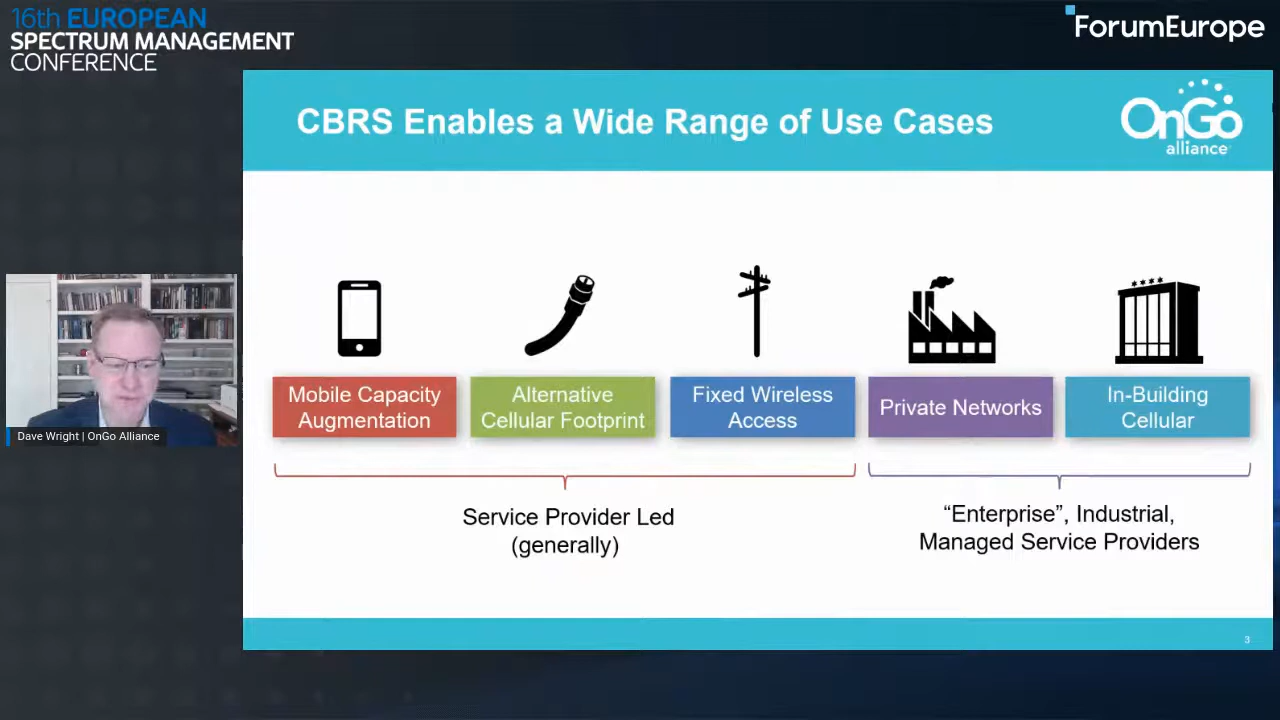 16th EUROPEAN
SPECTRUM MANAGEMENT
CONFERENCE
ForumEurope
CBRS Enables a Wide Range of Use Cases
OnGo
alliance
Mobile Capacity
Augmentation
Alternative
Cellular Footprint
Fixed Wireless
Access
Private Networks
In-Building
Cellular
Service Provider Led
(generally)
“Enterprise”, Industrial,
Managed Service Providers
Dave Wright | OnGo Alliance
3